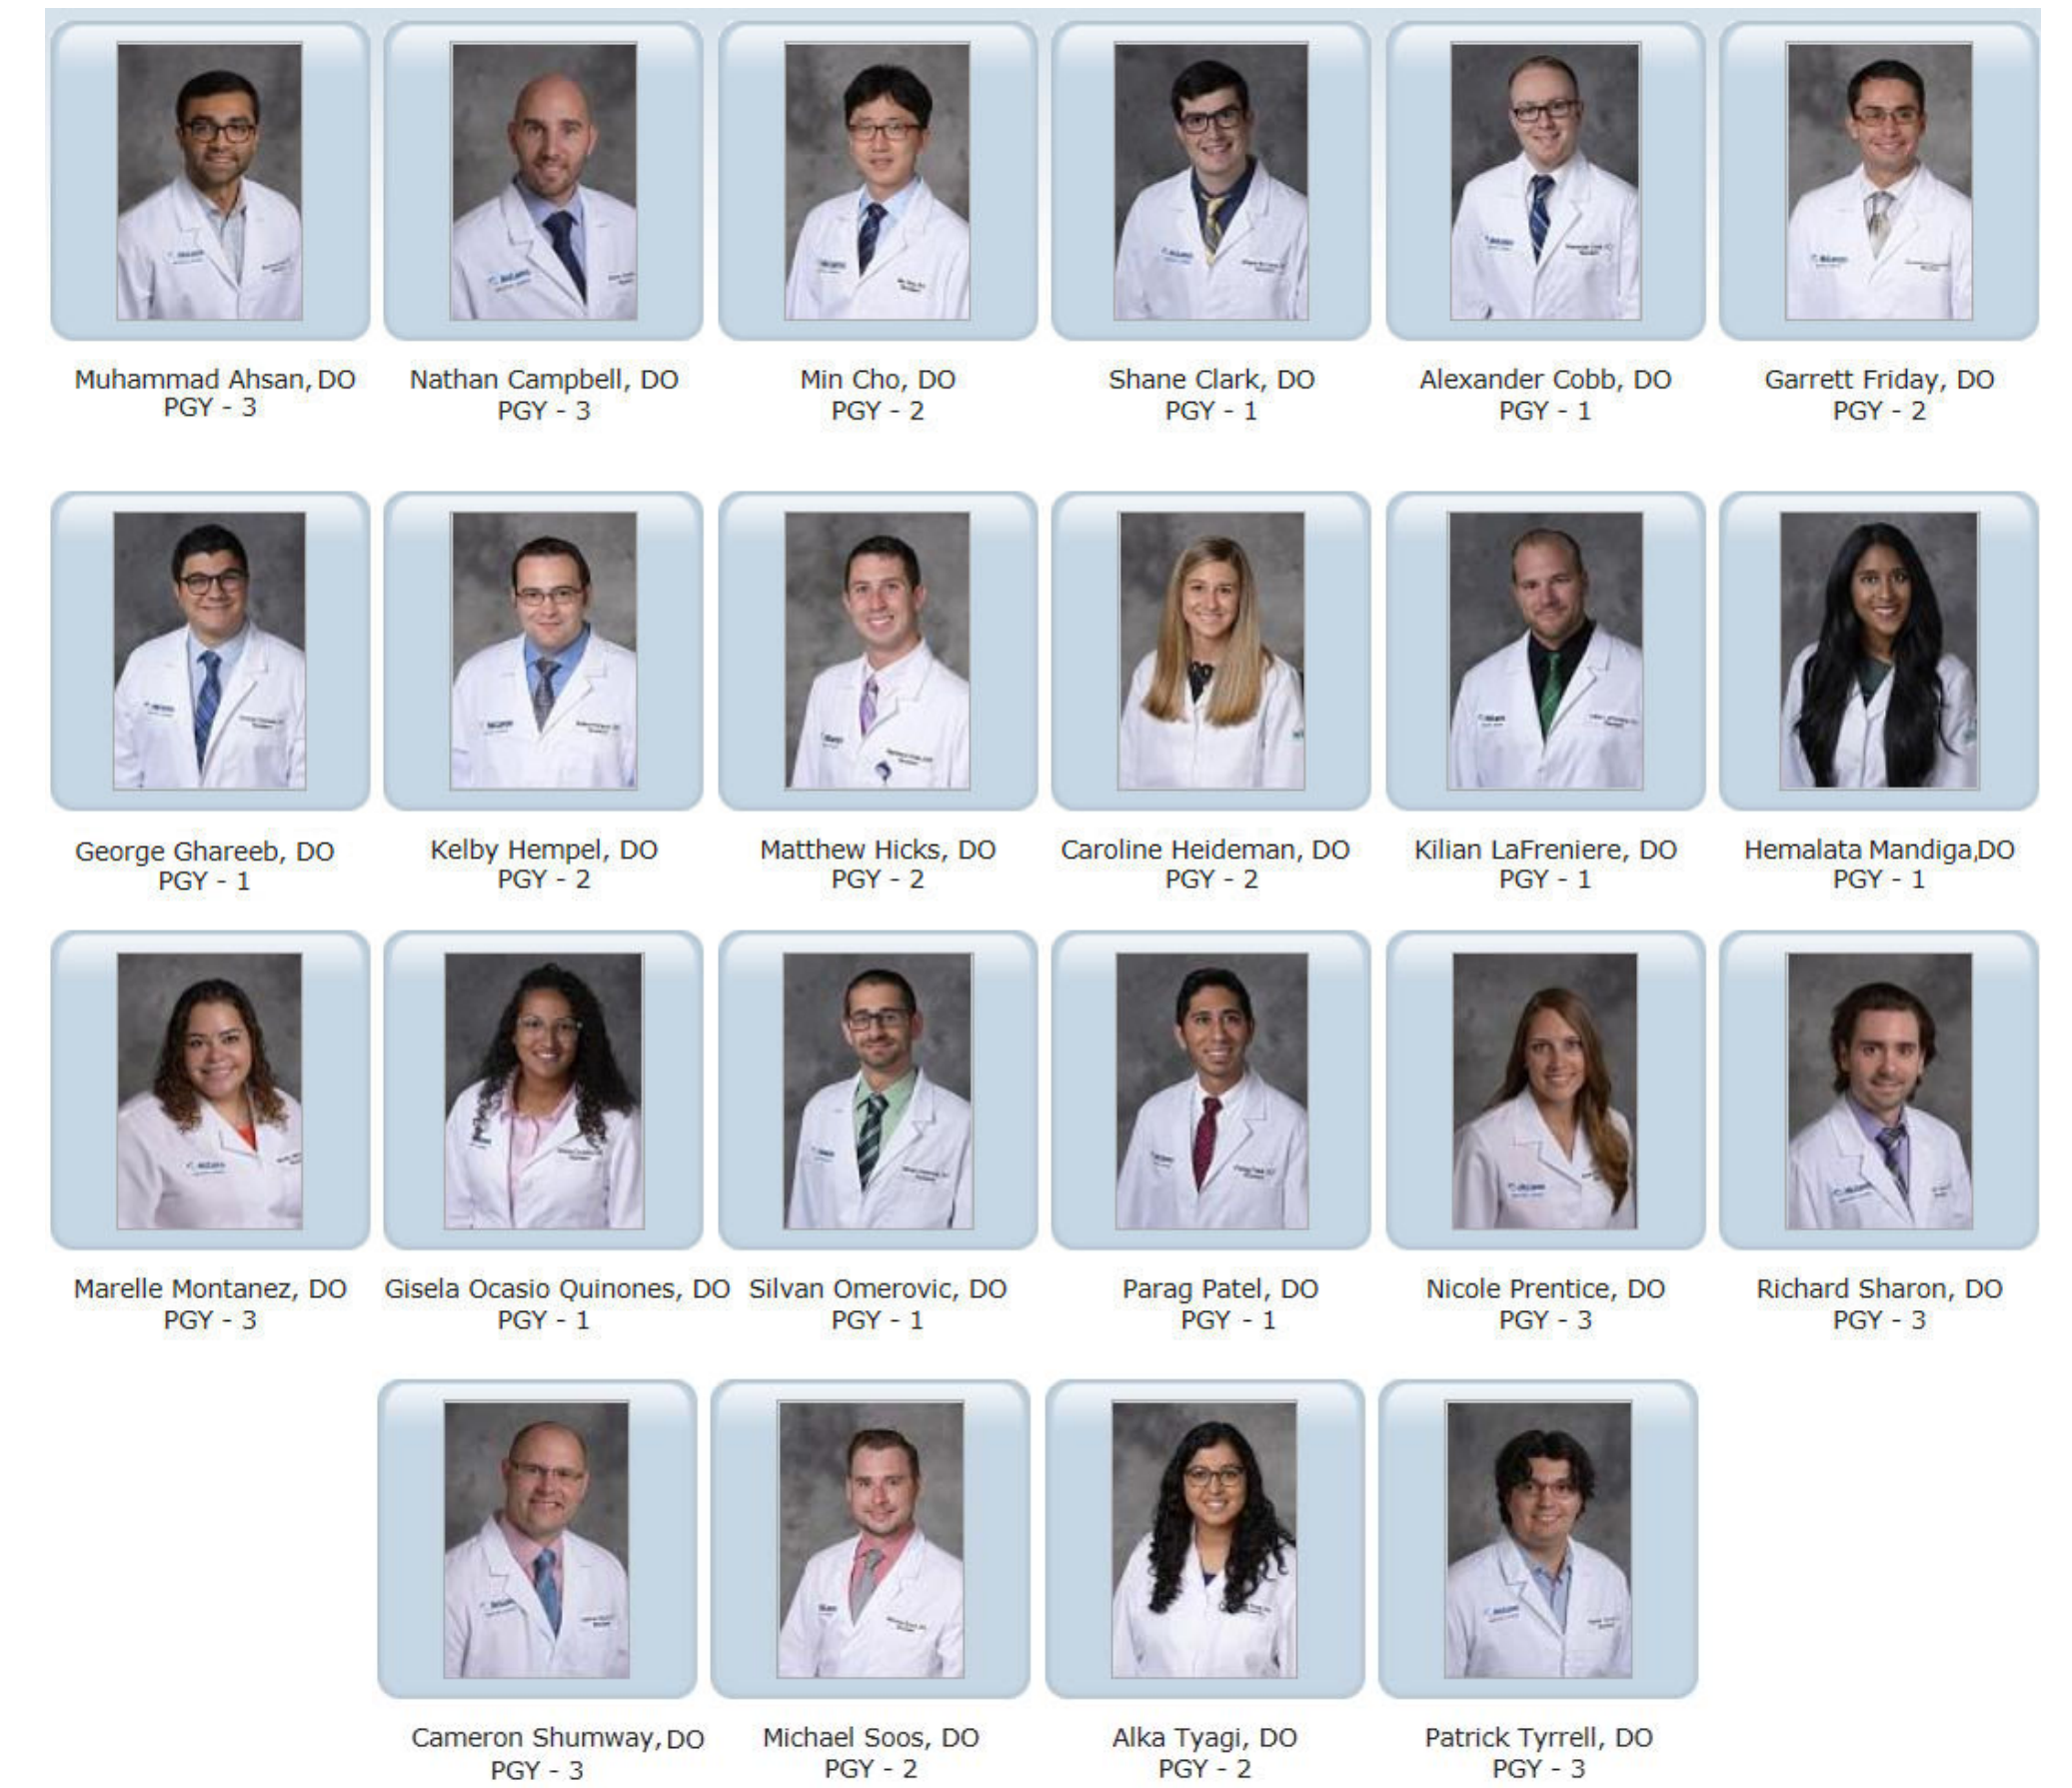 Muhammad Ahsan, DO
PGY - 3
Nathan Campbell, DO
PGY - 3
Min Cho, DO
PGY - 2
Shane Clark, DO
PGY - 1
Alexander Cobb, DO
PGY - 1
Garrett Friday, DO
PGY - 2
George Ghareeb, DO
PGY - 1
Kelby Hempel, DO
PGY - 2
Matthew Hicks, DO
PGY - 2
Caroline Heideman, DO
PGY - 2
Kilian LaFreniere, DO
PGY - 1
Hemalata Mandiga,DO
PGY - 1
Marelle Montanez, DO
PGY - 3
Gisela Ocasio Quinones, DO
PGY - 1
Silvan Omerovic, DO
PGY - 1
Parag Patel, DO
PGY - 1
Nicole Prentice, DO
PGY - 3
Richard Sharon, DO
PGY - 3
Cameron Shumway, DO
PGY - 3
Michael Soos, DO
PGY - 2
Alka Tyagi, DO
PGY - 2
Patrick Tyrrell, DO
PGY - 3